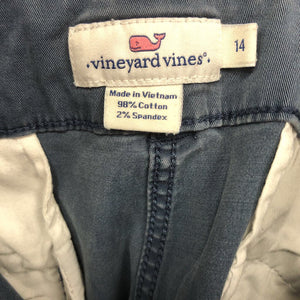 ·vineyard vines®
14
Made in Vietnam
98% Cotton
2% Spandex